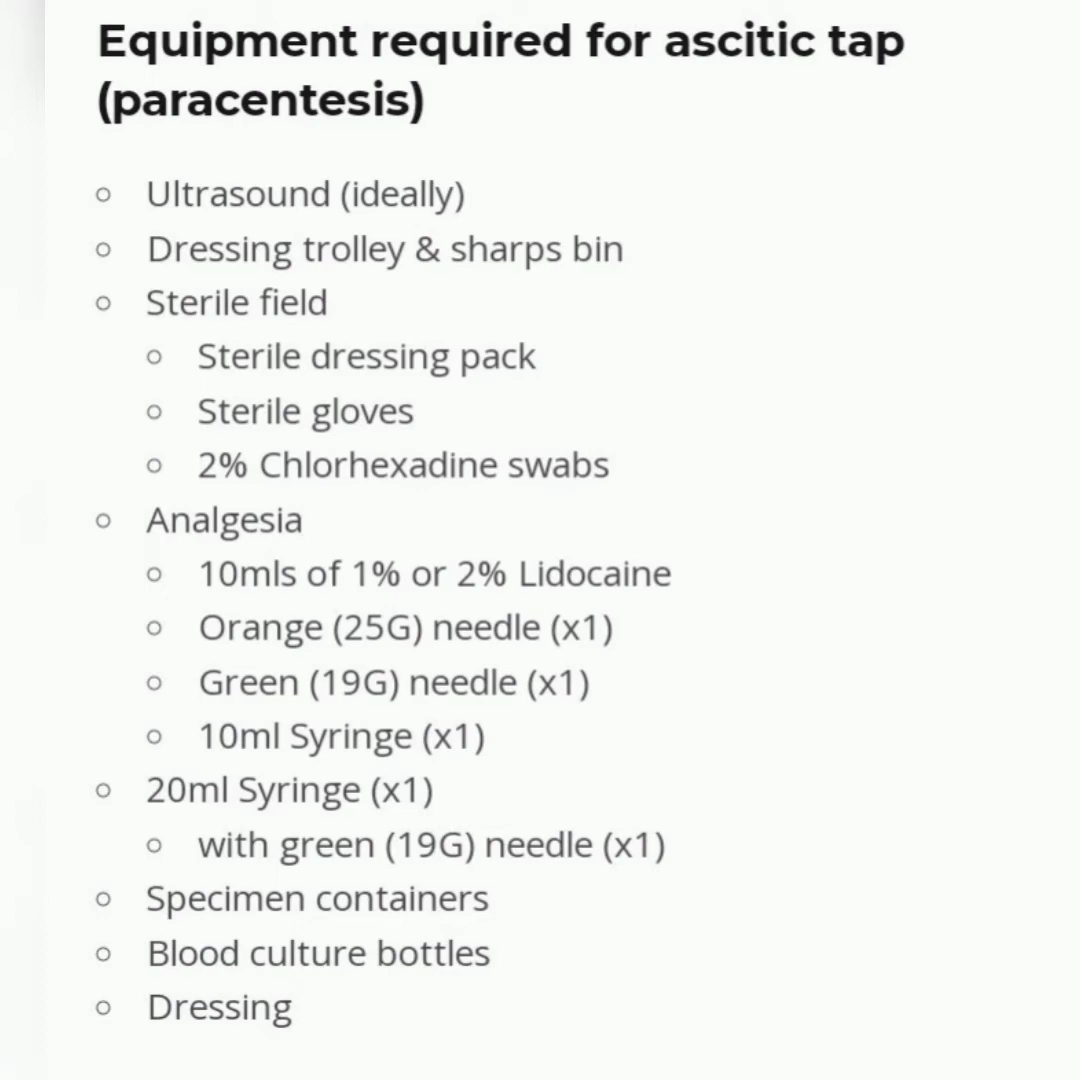 Equipment required for ascitic tap
(paracentesis)
Ultrasound (ideally)
Dressing trolley & sharps bin
Sterile field
Sterile dressing pack
Sterile gloves
2% Chlorhexadine swabs
Analgesia
10mls of 1% or 2% Lidocaine
Orange (25G) needle (x1)
Green (19G) needle (x1)
10ml Syringe (x1)
20ml Syringe (x1)
with green (19G) needle (x1)
Specimen containers
Blood culture bottles
Dressing